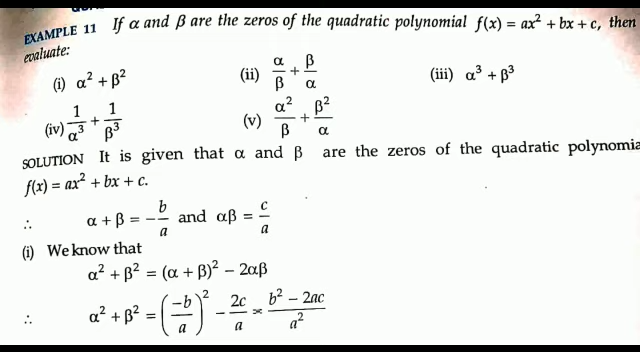 EXAMPLE 11 If α and β are the zeros of the quadratic polynomial f(x) = ax² + bx + c, then
evaluate:
(i) α² + β² (ii) α/β + β/α (iii) α³ + β³
(iv) 1/α³ + 1/β³ (v) α²/β + β²/α
SOLUTION It is given that α and β are the zeros of the quadratic polynomia
f(x) = ax² + bx + c.
∴ α + β = −b/a and αβ = c/a
(i) We know that
α² + β² = (α + β)² − 2αβ
∴ α² + β² = (−b/a)² − 2c/a = (b² − 2ac)/a²